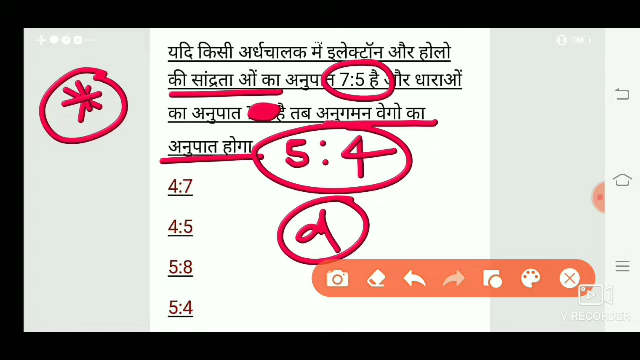 यदि किसी अर्धचालक में इलेक्ट्रॉन और होलो
की सांद्रता ओं का अनुपात 7:5 है और धाराओं
का अनुपात है तब अनुगमन वेगो का
अनुपात होगा 5:4
4:7
4:5
5:8
5:4
V RECORDER